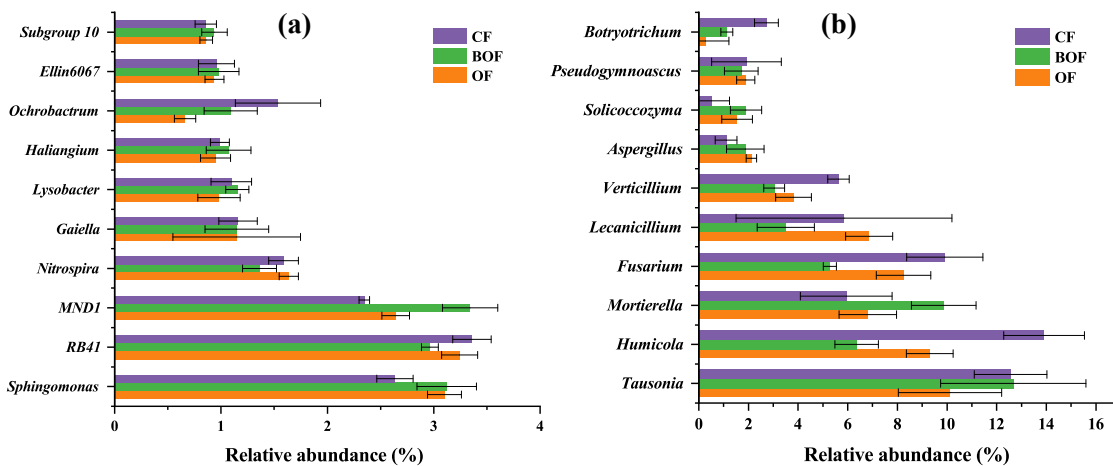 (a)
CF
BOF
OF
Subgroup 10
Ellin6067
Ochrobactrum
Haliangium
Lysobacter
Gaiella
Nitrospira
MND1
RB41
Sphingomonas
0 1 2 3 4
Relative abundance (%)
(b)
CF
BOF
OF
Botryotrichum
Pseudogymnoascus
Solicoccozyma
Aspergillus
Verticillium
Lecanicillium
Fusarium
Mortierella
Humicola
Tausonia
0 2 4 6 8 10 12 14 16
Relative abundance (%)